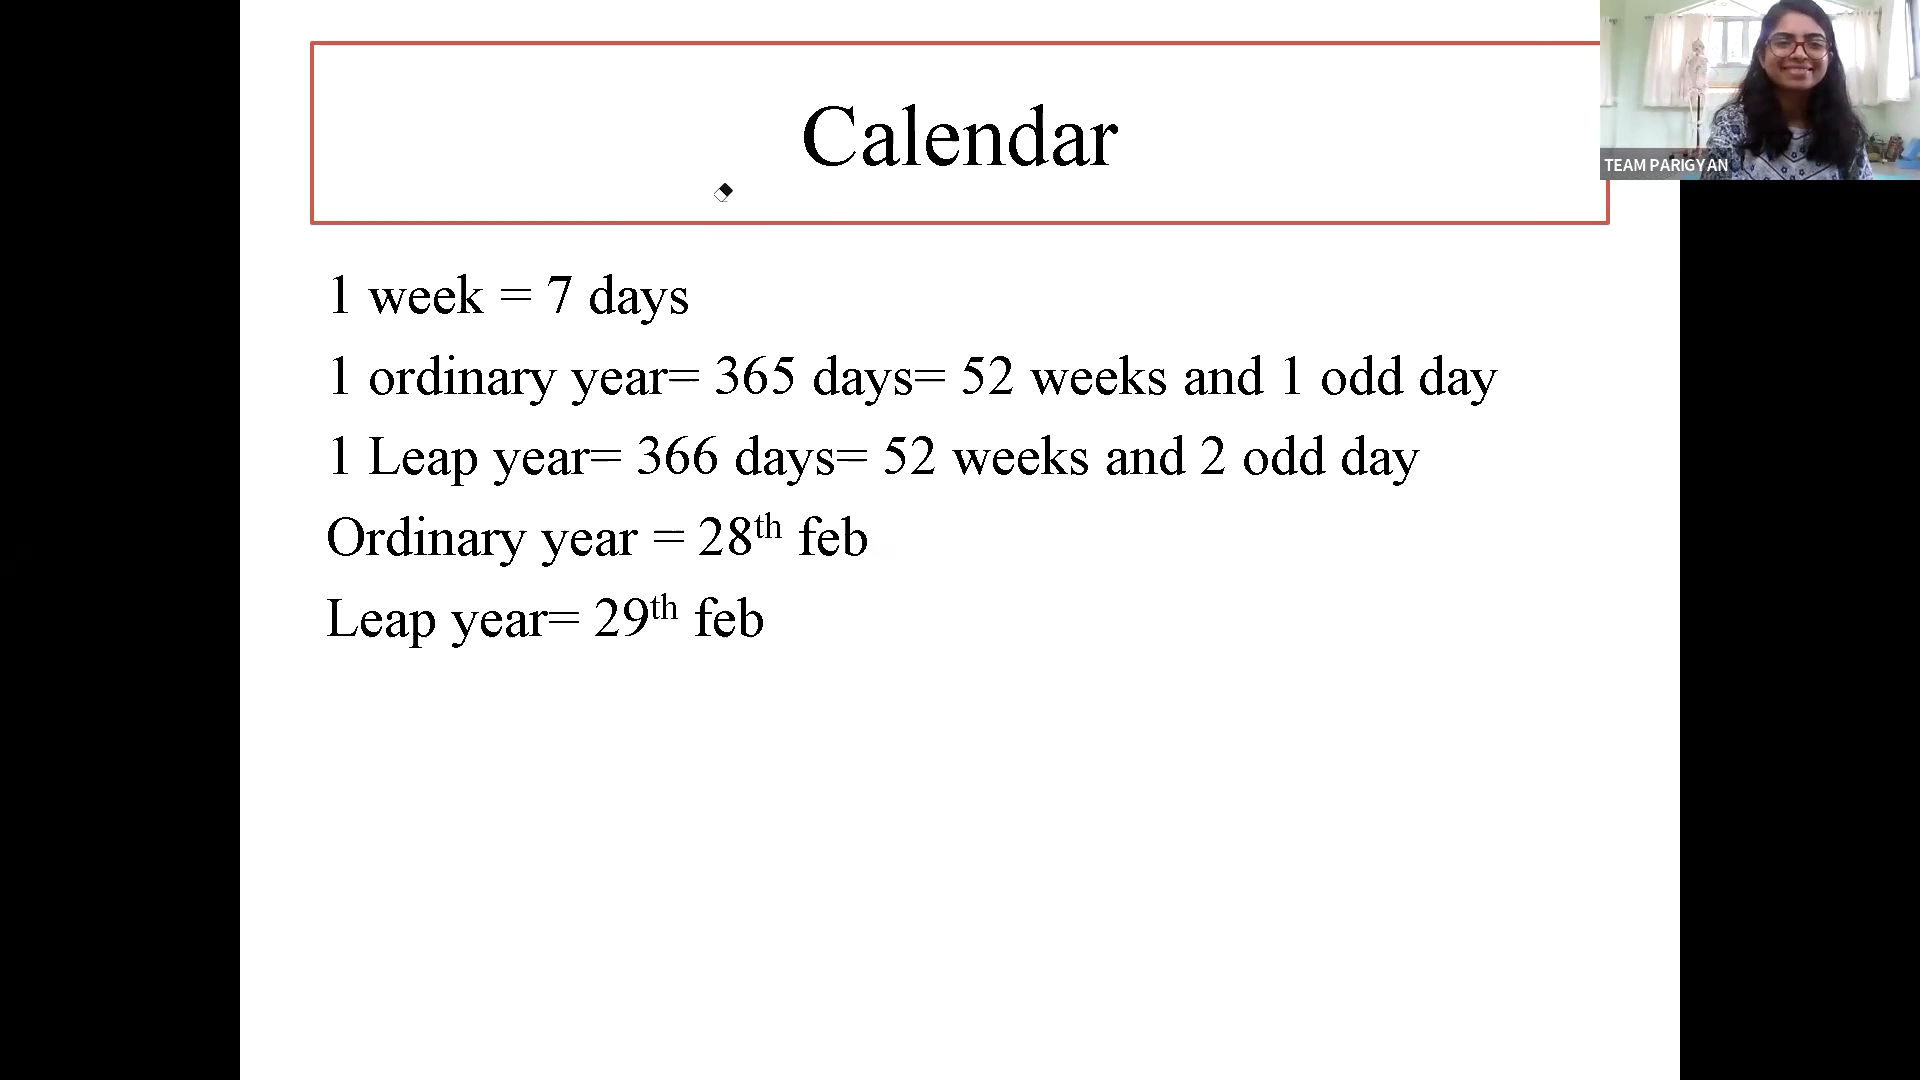 Calendar
TEAM PARIGYAN
1 week = 7 days
1 ordinary year= 365 days= 52 weeks and 1 odd day
1 Leap year= 366 days= 52 weeks and 2 odd day
Ordinary year = 28th feb
Leap year= 29th feb